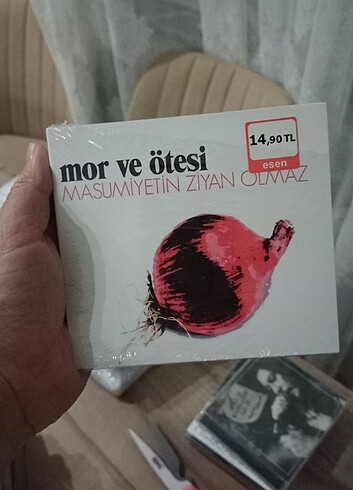 14,90 TL
esen
mor ve ötesi
MASUMİYETİN ZİYAN OLMAZ